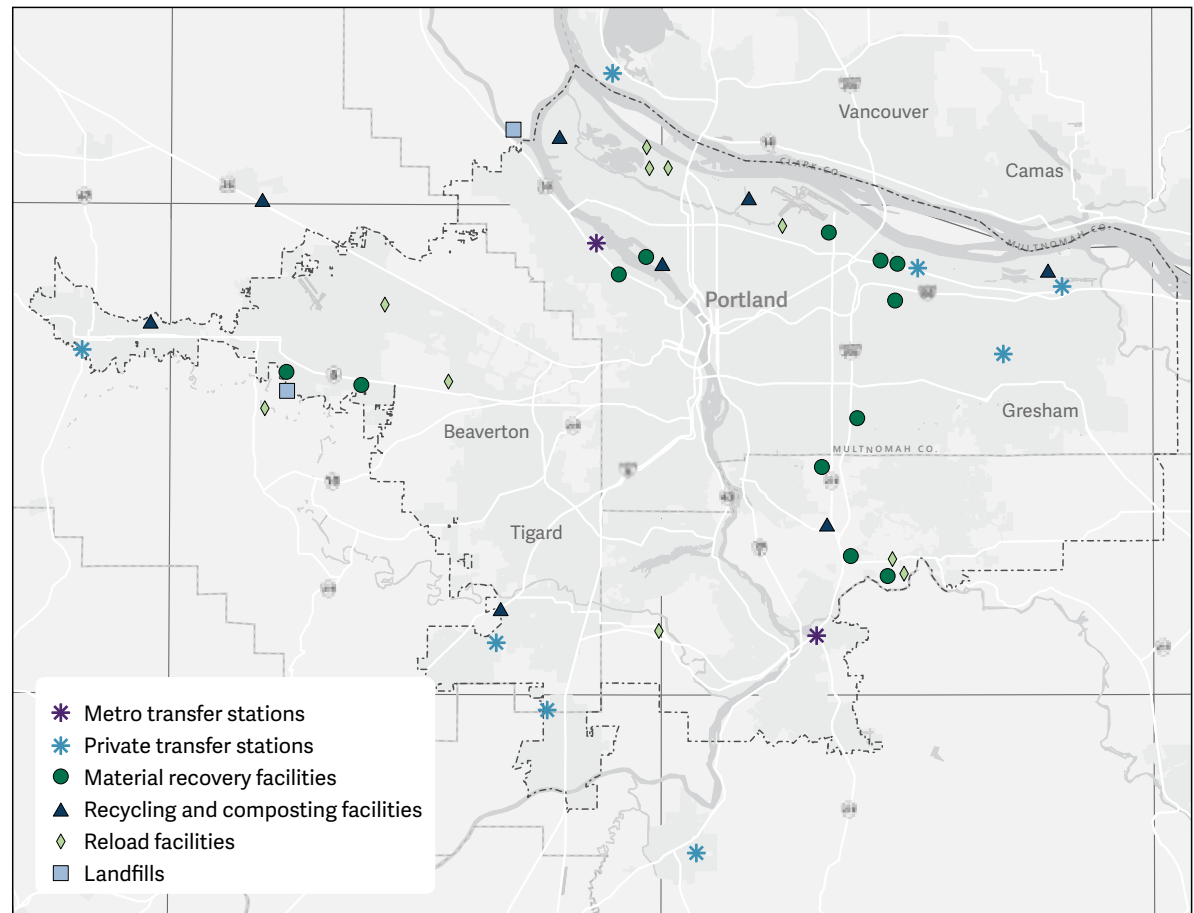 Vancouver
CLARK CO.
Camas
MULTNOMAH CO.
Portland
Gresham
Beaverton
MULTNOMAH CO.
Tigard
Metro transfer stations
Private transfer stations
Material recovery facilities
Recycling and composting facilities
Reload facilities
Landfills